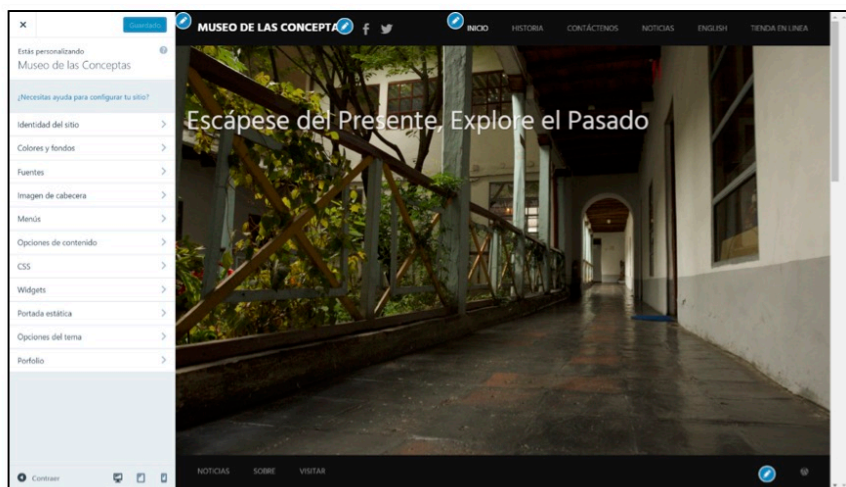 Guardado
Estás personalizando
Museo de las Conceptas
¿Necesitas ayuda para configurar tu sitio?
Identidad del sitio
Colores y fondos
Fuentes
Imagen de cabecera
Menús
Opciones de contenido
CSS
Widgets
Portada estática
Opciones del tema
Porfolio
Contraer
MUSEO DE LAS CONCEPTA
INICIO HISTORIA CONTÁCTENOS NOTICIAS ENGLISH TIENDA EN LINEA
Escápese del Presente, Explore el Pasado
NOTICIAS SOBRE VISITAR